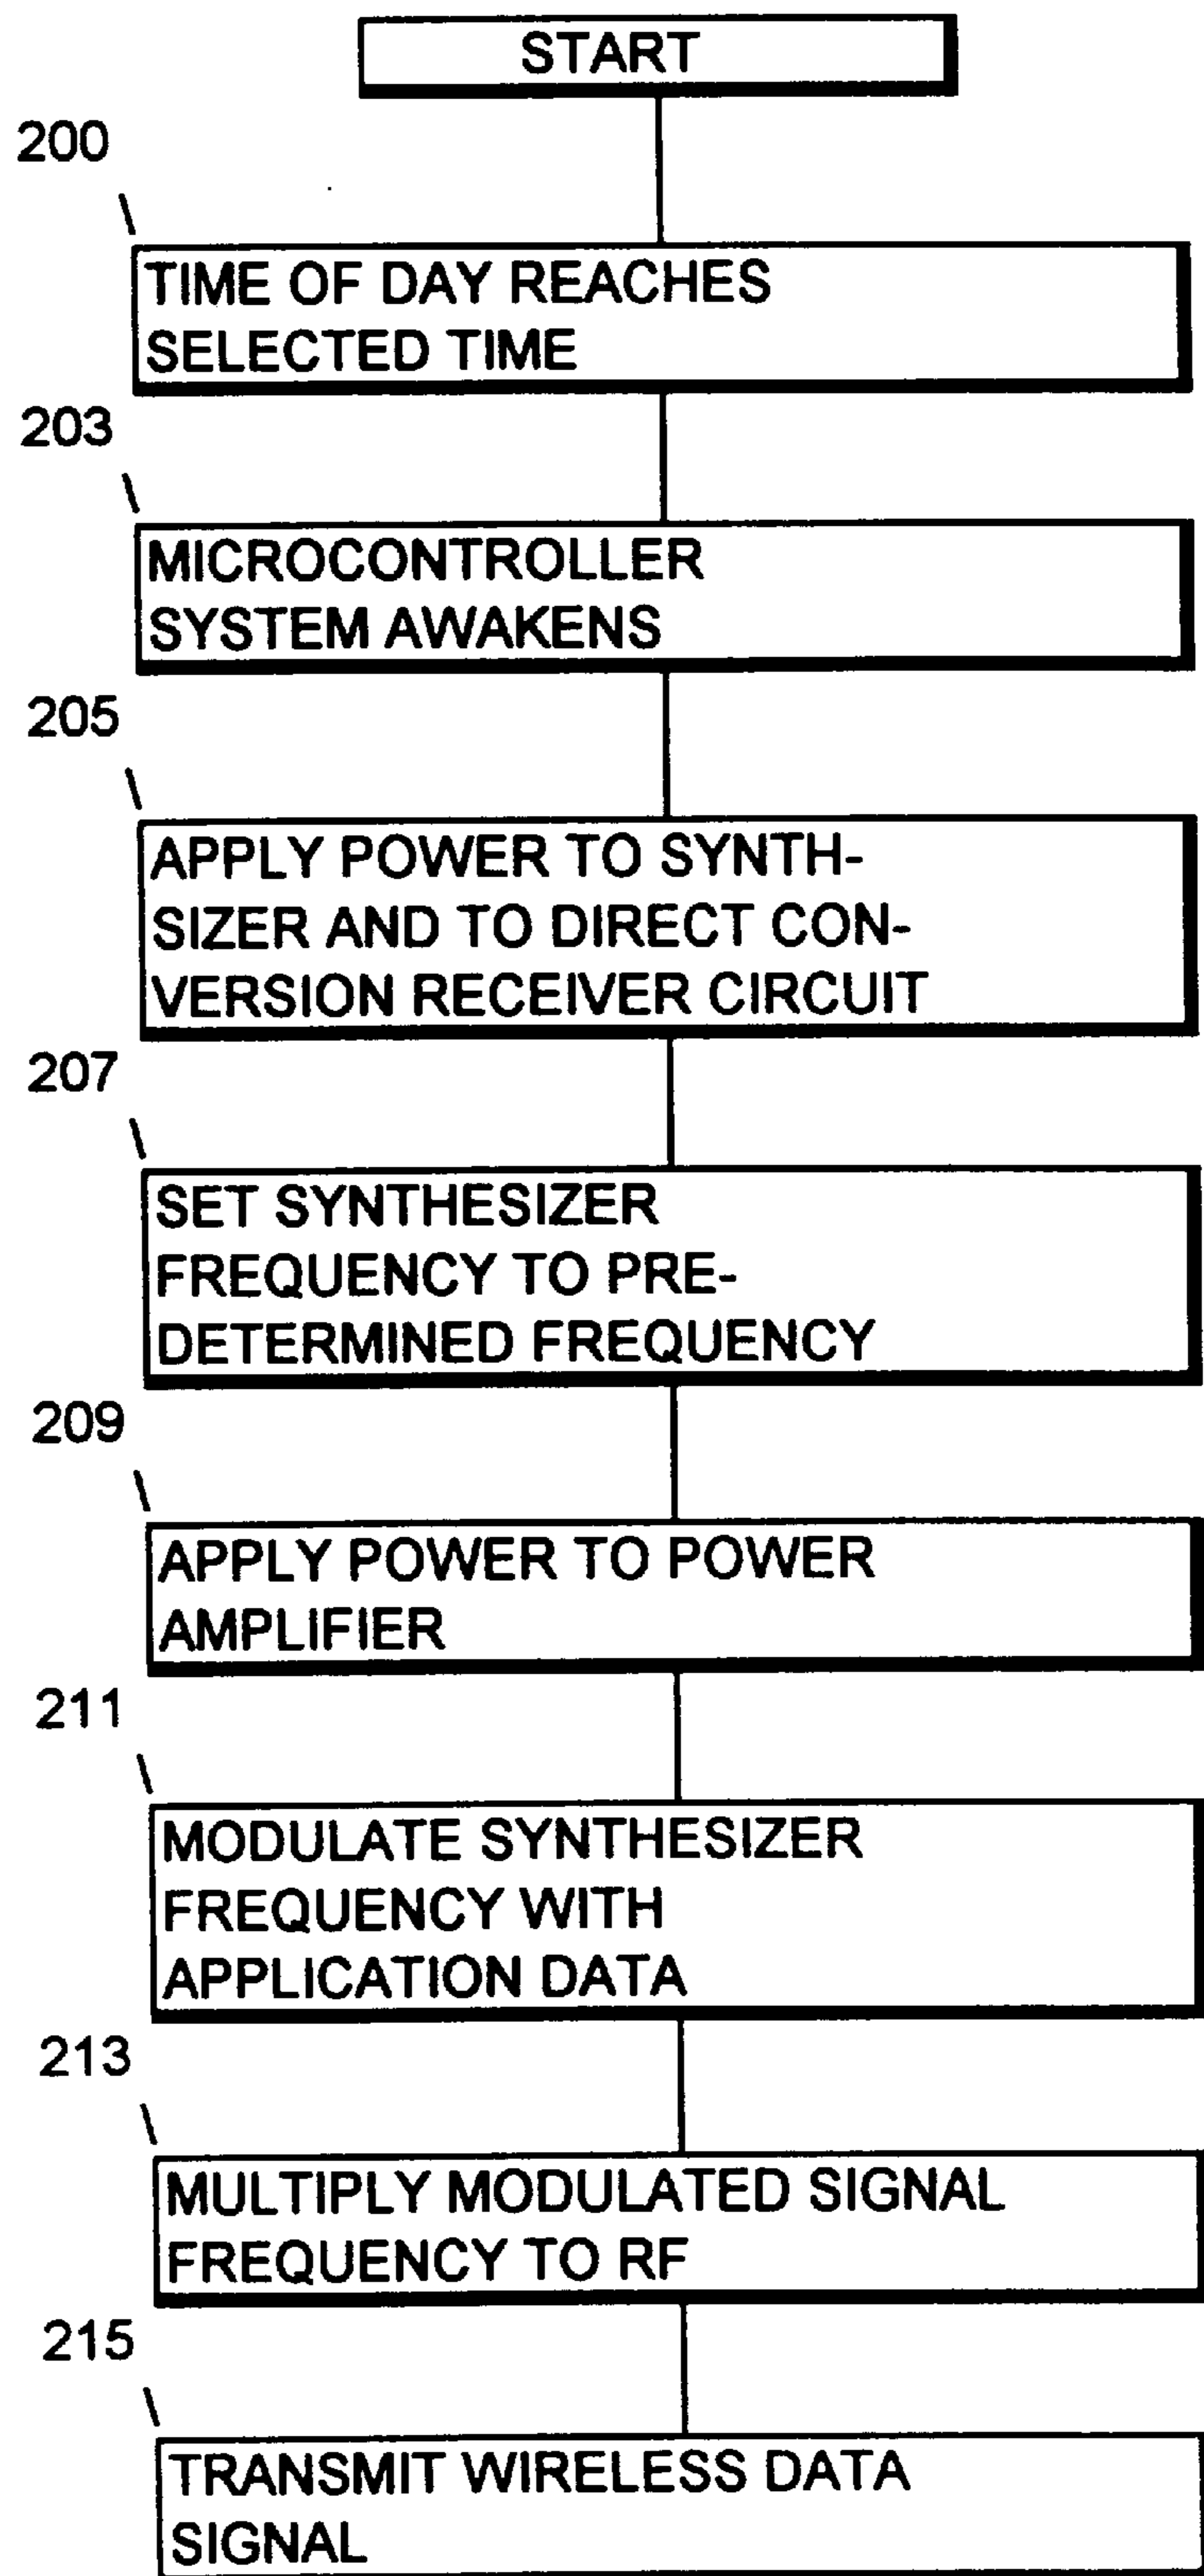 START
200
TIME OF DAY REACHES
SELECTED TIME
203
MICROCONTROLLER
SYSTEM AWAKENS
205
APPLY POWER TO SYNTH-
SIZER AND TO DIRECT CON-
VERSION RECEIVER CIRCUIT
207
SET SYNTHESIZER
FREQUENCY TO PRE-
DETERMINED FREQUENCY
209
APPLY POWER TO POWER
AMPLIFIER
211
MODULATE SYNTHESIZER
FREQUENCY WITH
APPLICATION DATA
213
MULTIPLY MODULATED SIGNAL
FREQUENCY TO RF
215
TRANSMIT WIRELESS DATA
SIGNAL